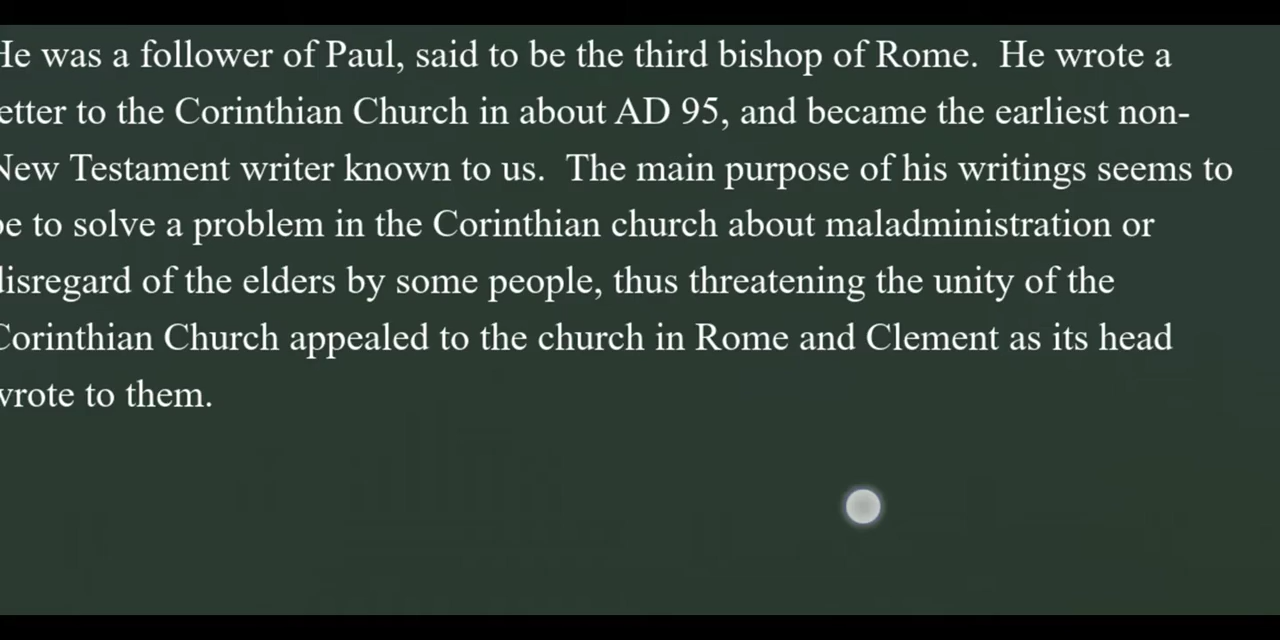 He was a follower of Paul, said to be the third bishop of Rome.  He wrote a
etter to the Corinthian Church in about AD 95, and became the earliest non-
New Testament writer known to us.  The main purpose of his writings seems to
be to solve a problem in the Corinthian church about maladministration or
disregard of the elders by some people, thus threatening the unity of the
Corinthian Church appealed to the church in Rome and Clement as its head
wrote to them.